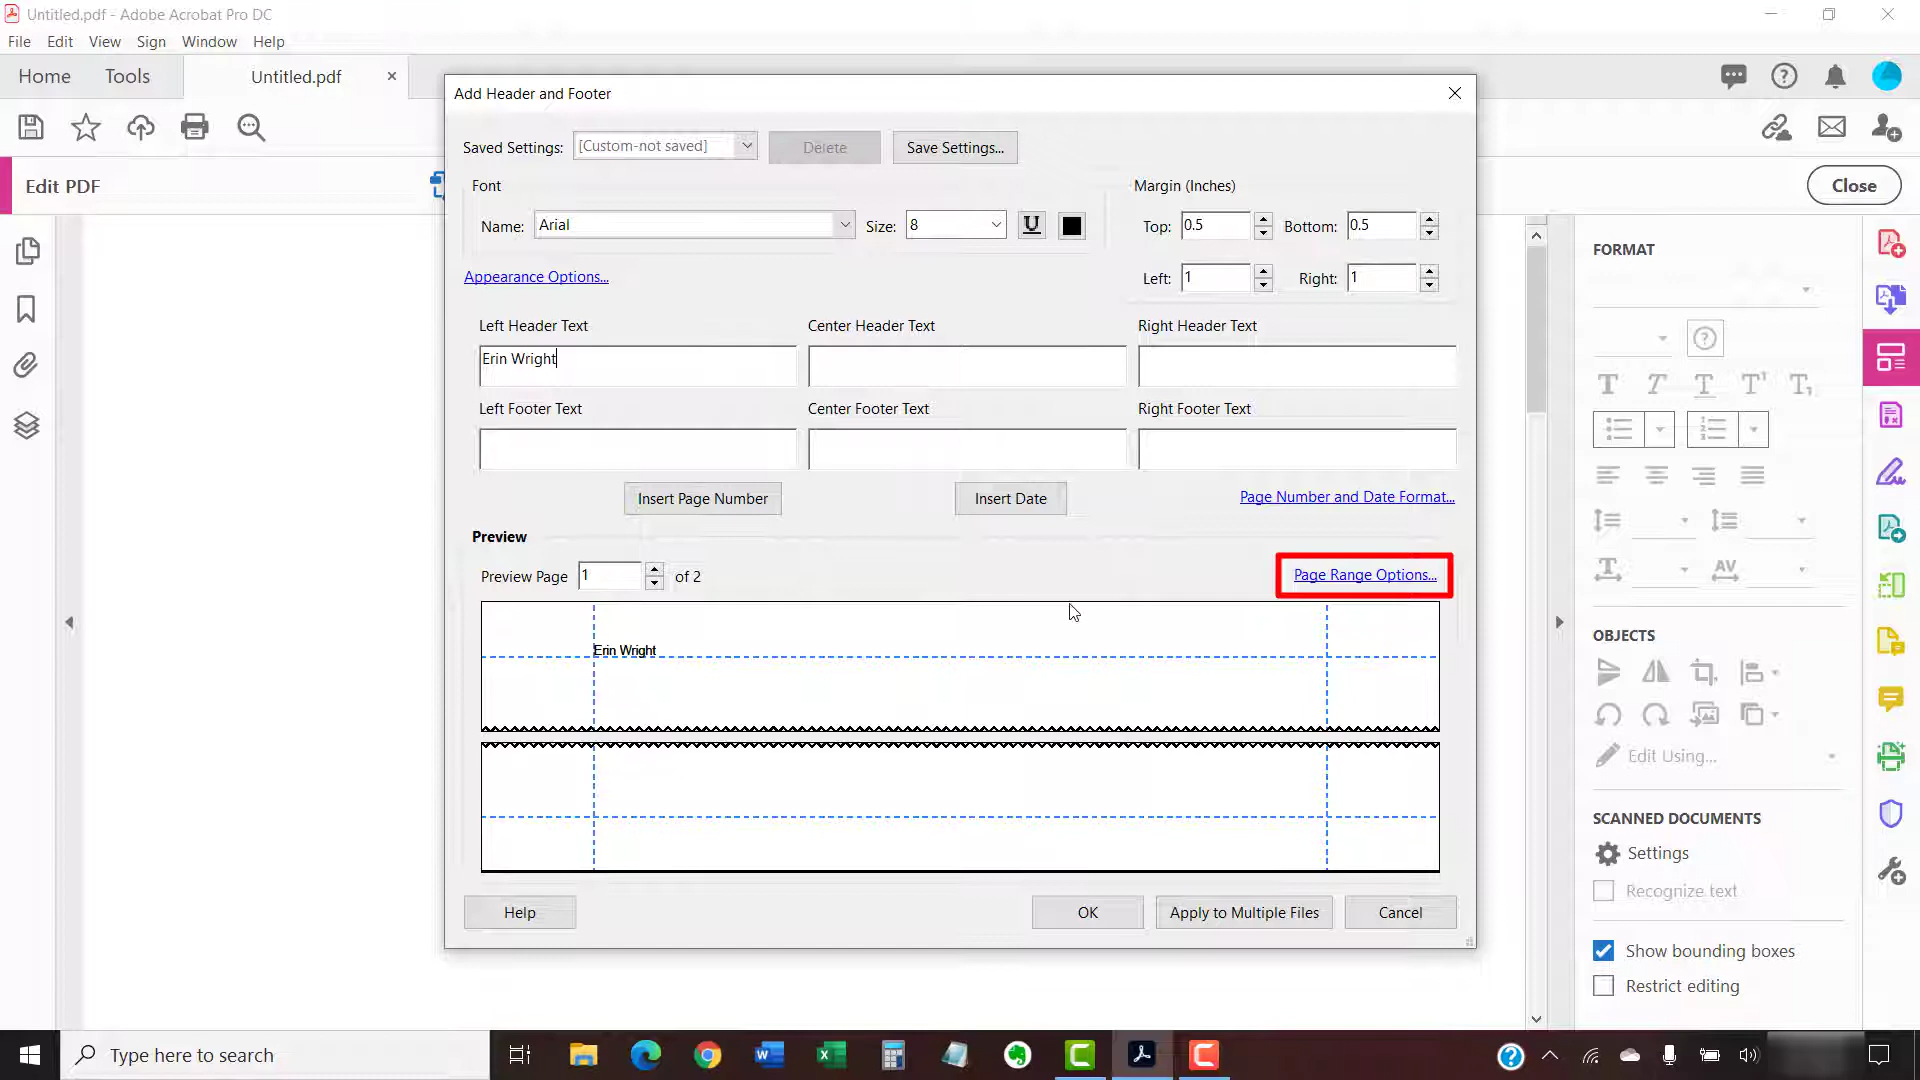 Untitled.pdf - Adobe Acrobat Pro DC
File Edit View Sign Window Help
Home Tools Untitled.pdf
Edit PDF
Close
Add Header and Footer
Saved Settings: [Custom-not saved] Delete Save Settings...
Font
Name: Arial Size: 8 U
Appearance Options...
Margin (Inches)
Top: 0.5 Bottom: 0.5
Left: 1 Right: 1
Left Header Text Center Header Text Right Header Text
Erin Wright
Left Footer Text Center Footer Text Right Footer Text
Insert Page Number Insert Date Page Number and Date Format...
Preview
Preview Page 1 of 2 Page Range Options...
Erin Wright
Help OK Apply to Multiple Files Cancel
FORMAT
T T T T¹ T₁
AV
OBJECTS
Edit Using...
SCANNED DOCUMENTS
Settings
Recognize text
Show bounding boxes
Restrict editing
Type here to search